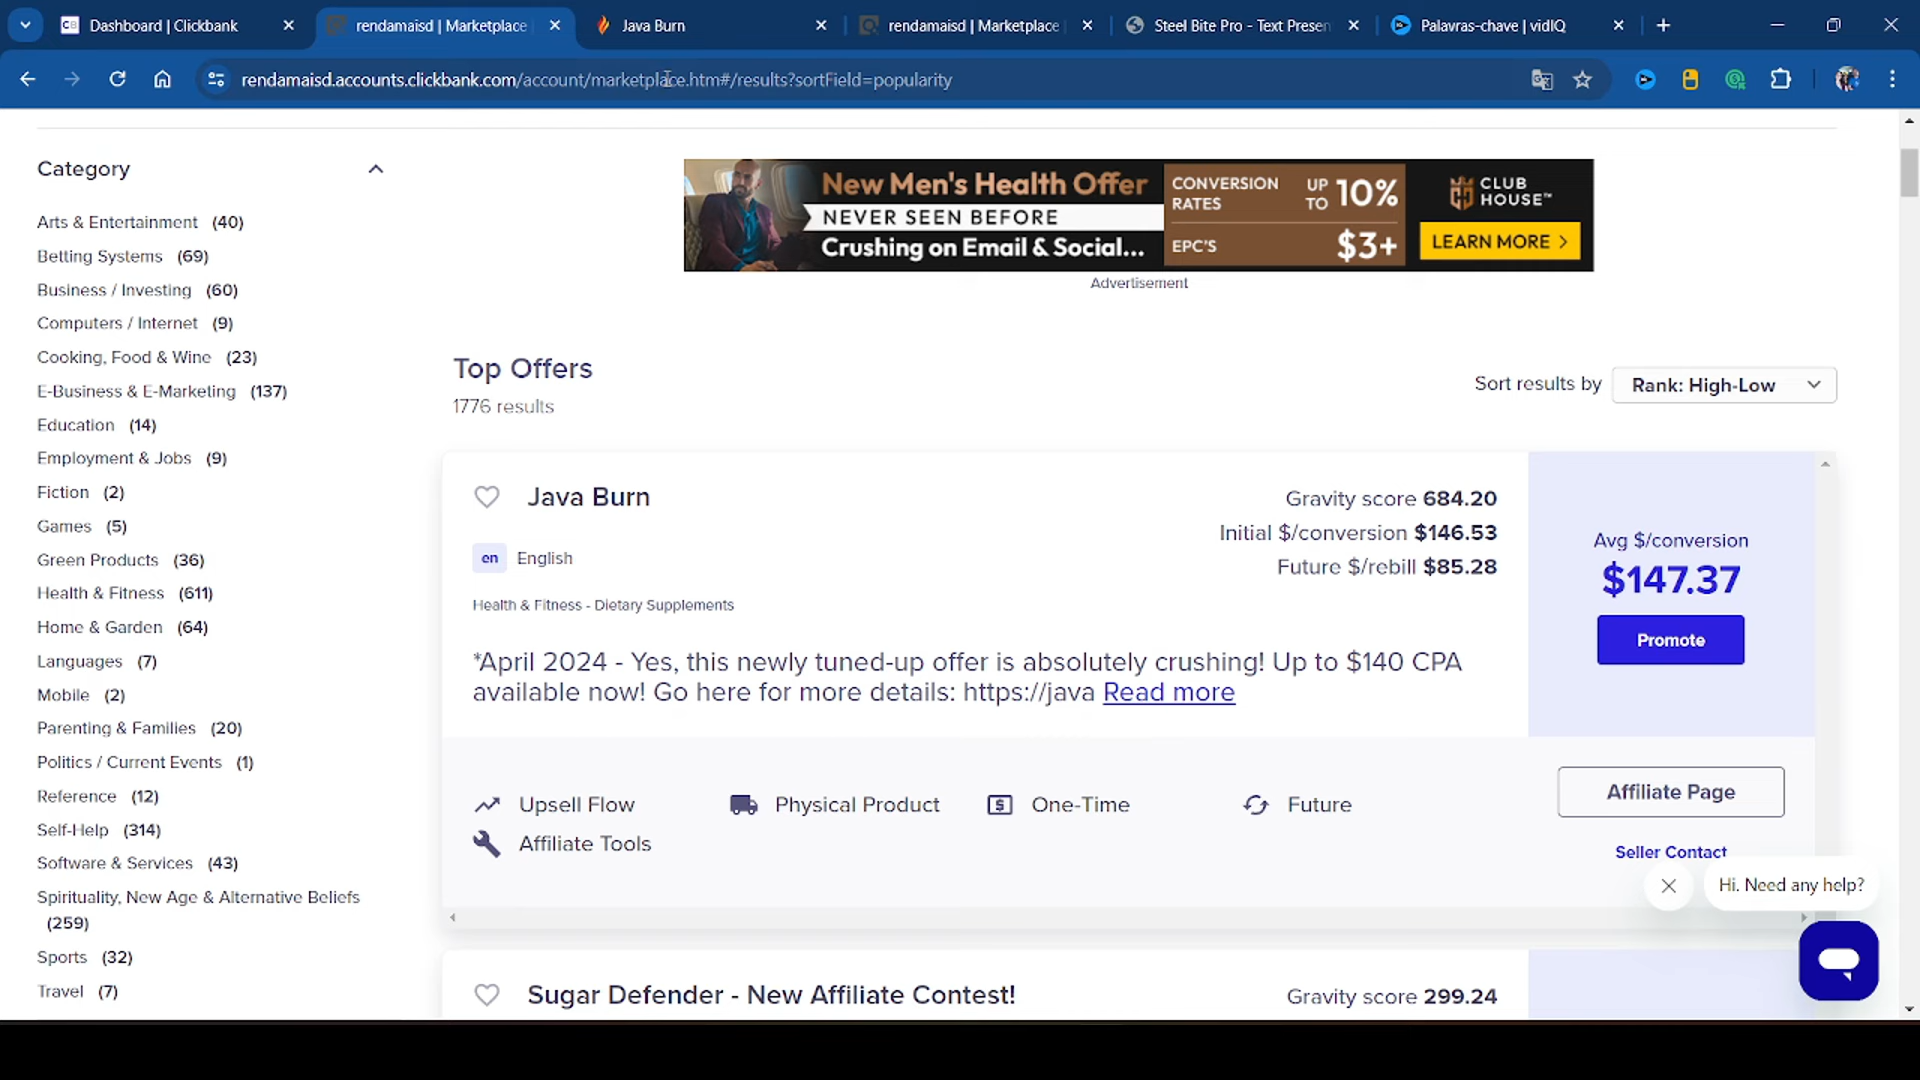 Dashboard | Clickbank
rendamaisd | Marketplace
Java Burn
rendamaisd | Marketplace
Steel Bite Pro - Text Presen
Palavras-chave | vidIQ
rendamaisd.accounts.clickbank.com/account/marketplace.htm#/results?sortField=popularity
Category
Arts & Entertainment (40)
Betting Systems (69)
Business / Investing (60)
Computers / Internet (9)
Cooking, Food & Wine (23)
E-Business & E-Marketing (137)
Education (14)
Employment & Jobs (9)
Fiction (2)
Games (5)
Green Products (36)
Health & Fitness (611)
Home & Garden (64)
Languages (7)
Mobile (2)
Parenting & Families (20)
Politics / Current Events (1)
Reference (12)
Self-Help (314)
Software & Services (43)
Spirituality, New Age & Alternative Beliefs
(259)
Sports (32)
Travel (7)
New Men's Health Offer
NEVER SEEN BEFORE
Crushing on Email & Social...
CONVERSION RATES UP TO 10%
EPC'S $3+
CLUB HOUSE™
LEARN MORE >
Advertisement
Top Offers
1776 results
Sort results by Rank: High-Low
Java Burn
en English
Health & Fitness - Dietary Supplements
Gravity score 684.20
Initial $/conversion $146.53
Future $/rebill $85.28
*April 2024 - Yes, this newly tuned-up offer is absolutely crushing! Up to $140 CPA
available now! Go here for more details: https://java Read more
Avg $/conversion
$147.37
Promote
Upsell Flow
Physical Product
One-Time
Future
Affiliate Tools
Affiliate Page
Seller Contact
Hi. Need any help?
Sugar Defender - New Affiliate Contest!
Gravity score 299.24